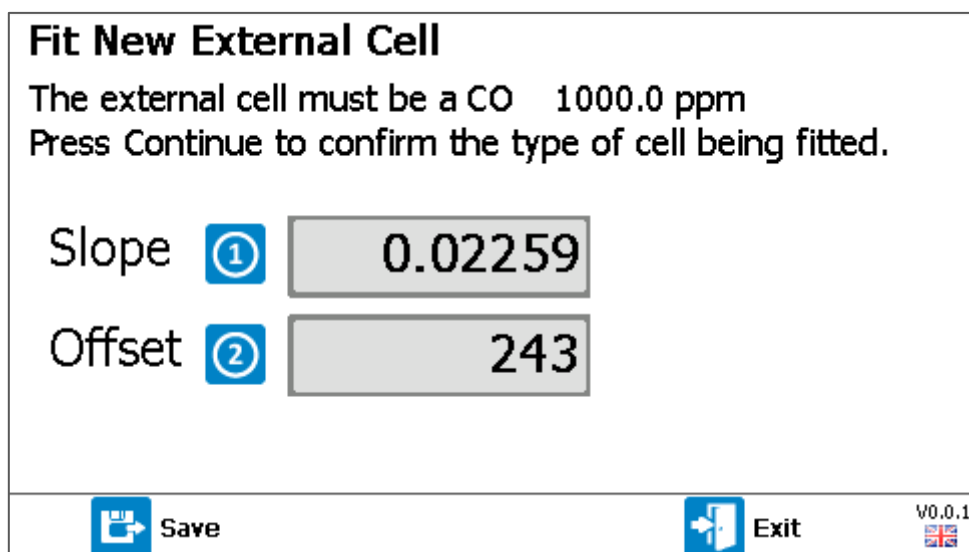 Fit New External Cell
The external cell must be a CO 1000.0 ppm
Press Continue to confirm the type of cell being fitted.
Slope 1 0.02259
Offset 2 243
Save Exit V0.0.1